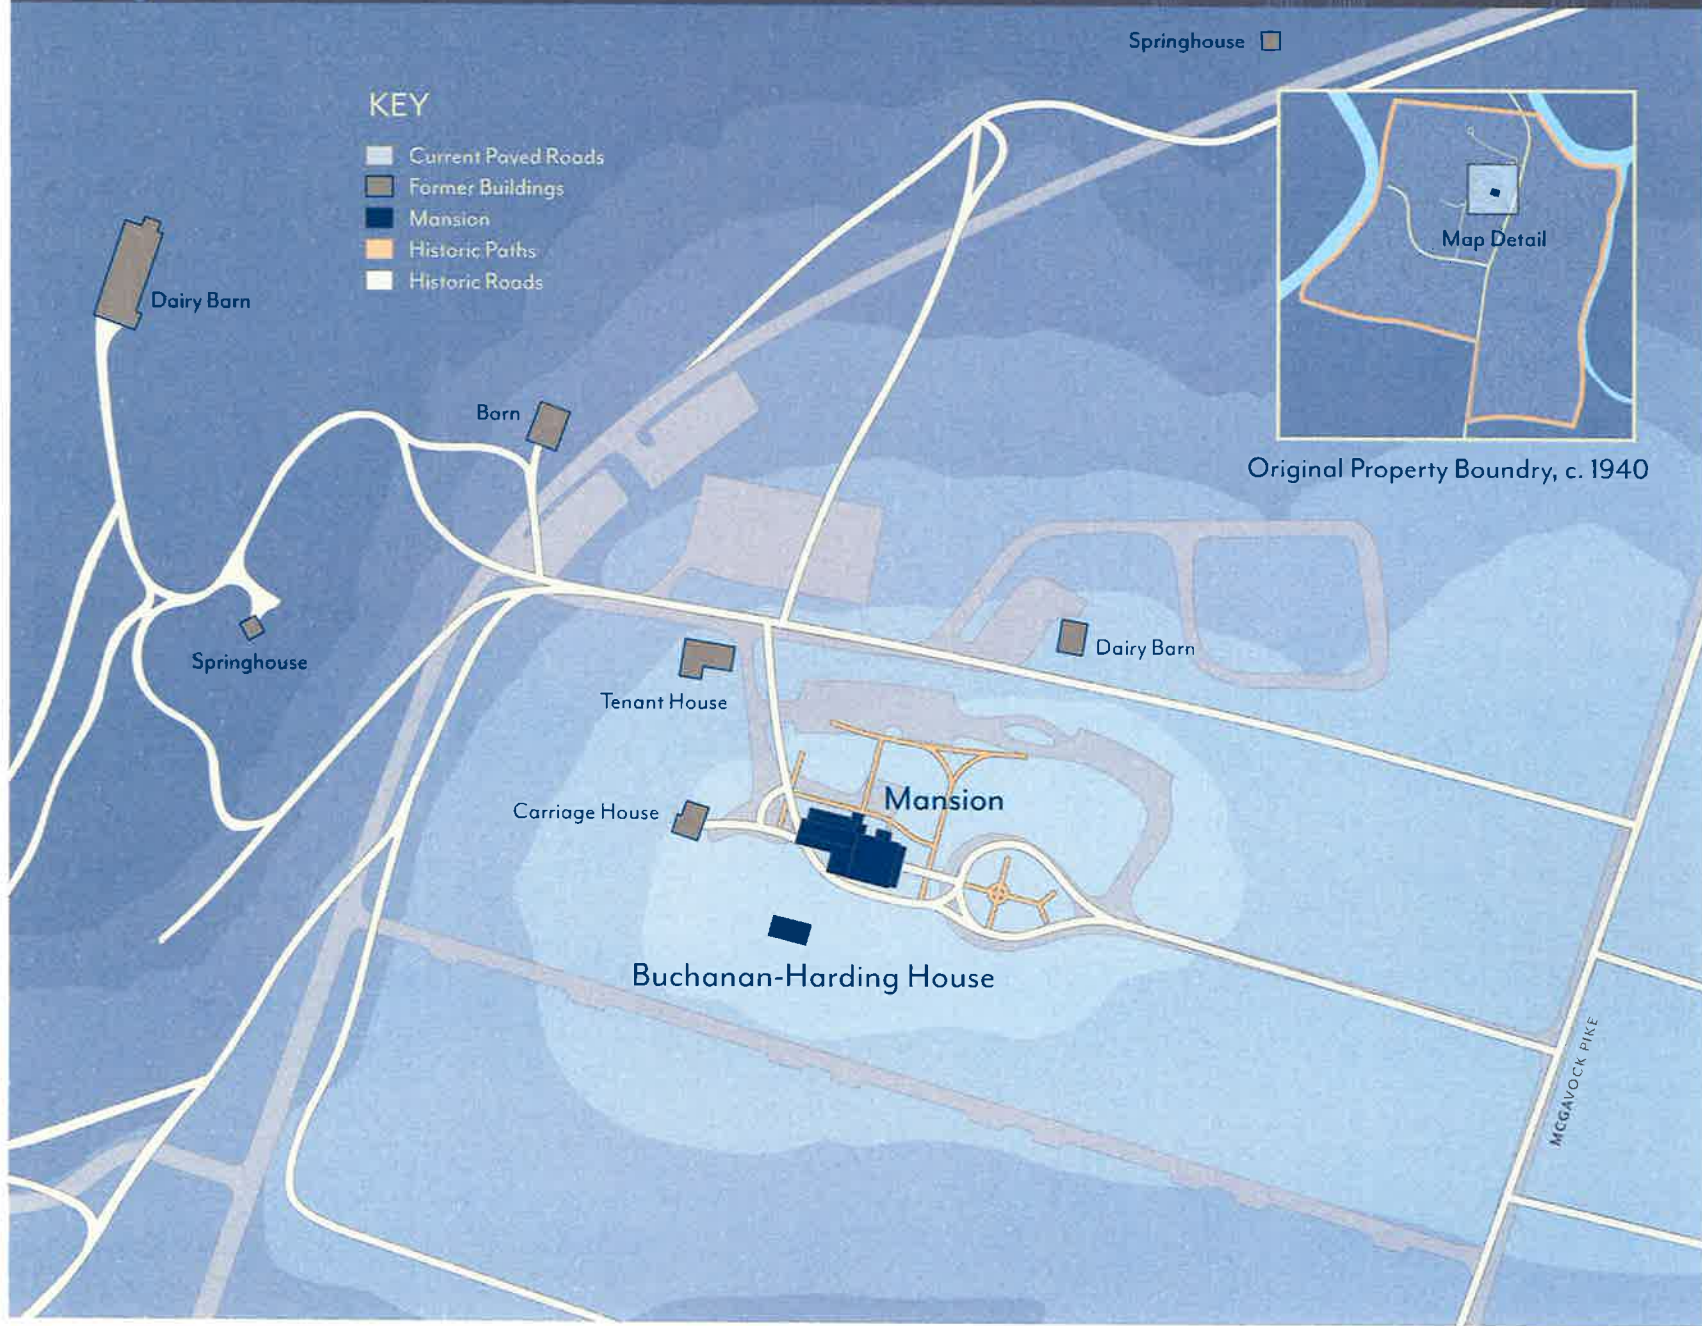 Springhouse
KEY
Current Paved Roads
Former Buildings
Mansion
Historic Paths
Historic Roads
Map Detail
Original Property Boundry, c. 1940
Dairy Barn
Barn
Springhouse
Tenant House
Dairy Barn
Carriage House
Mansion
Buchanan-Harding House
MCGAVOCK PIKE